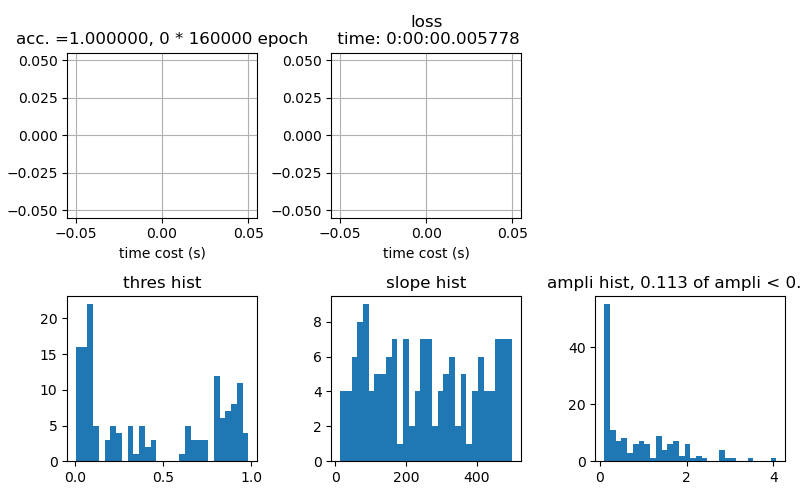 acc. =1.000000, 0 * 160000 epoch
0.050
0.025
0.000
−0.025
−0.050
−0.05 0.00 0.05
time cost (s)
loss
time: 0:00:00.005778
0.050
0.025
0.000
−0.025
−0.050
−0.05 0.00 0.05
time cost (s)
thres hist
20
15
10
5
0
0.0 0.5 1.0
slope hist
8
6
4
2
0
0 200 400
ampli hist, 0.113 of ampli < 0.
40
20
0
0 2 4